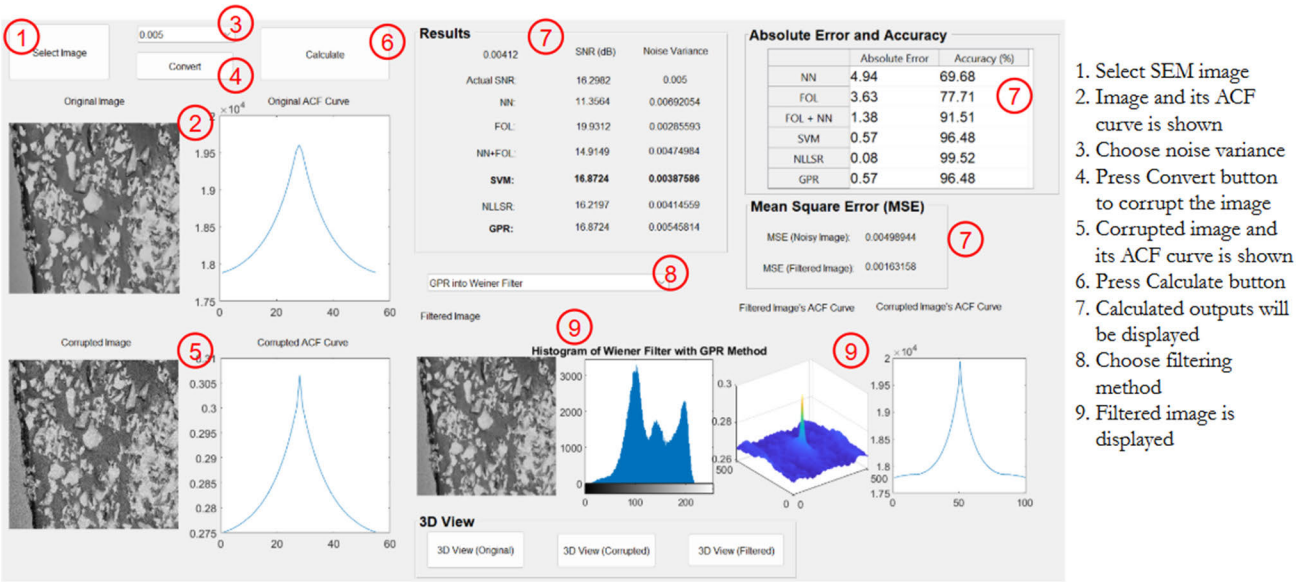 1
Select Image
0.005
3
Convert
4
Calculate
6
Original Image
2
Original ACF Curve
×10⁴
2
1.95
1.9
1.85
1.8
1.75
0 20 40 60
Corrupted Image
5
Corrupted ACF Curve
0.31
0.305
0.3
0.295
0.29
0.285
0.28
0.275
0 20 40 60
Results
7
0.00412 SNR (dB) Noise Variance
Actual SNR: 16.2982 0.005
NN: 11.3564 0.00692054
FOL: 19.9312 0.00285593
NN+FOL: 14.9149 0.00474984
SVM: 16.8724 0.00387586
NLLSR: 16.2197 0.00414559
GPR: 16.8724 0.00545814
GPR into Weiner Filter
8
Filtered Image
Absolute Error and Accuracy
Absolute Error Accuracy (%)
NN 4.94 69.68
FOL 3.63 77.71
7
FOL + NN 1.38 91.51
SVM 0.57 96.48
NLLSR 0.08 99.52
GPR 0.57 96.48
Mean Square Error (MSE)
MSE (Noisy Image): 0.00498944
7
MSE (Filtered Image): 0.00163158
Filtered Image's ACF Curve Corrupted Image's ACF Curve
9
Histogram of Wiener Filter with GPR Method
3000
2000
1000
0
0 100 200
9
0.3
0.28
0.26
500
0 0
500
×10⁴
2
1.95
1.9
1.85
1.8
1.75
0 50 100
3D View
3D View (Original) 3D View (Corrupted) 3D View (Filtered)
1. Select SEM image
2. Image and its ACF
curve is shown
3. Choose noise variance
4. Press Convert button
to corrupt the image
5. Corrupted image and
its ACF curve is shown
6. Press Calculate button
7. Calculated outputs will
be displayed
8. Choose filtering
method
9. Filtered image is
displayed